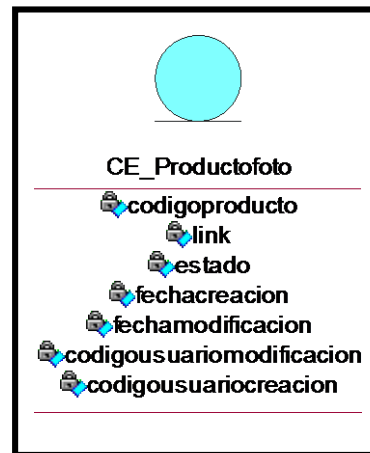 CE_Productofoto
codigoproducto
link
estado
fechacreacion
fechamodificacion
codigousuariomodificacion
codigousuariocreacion